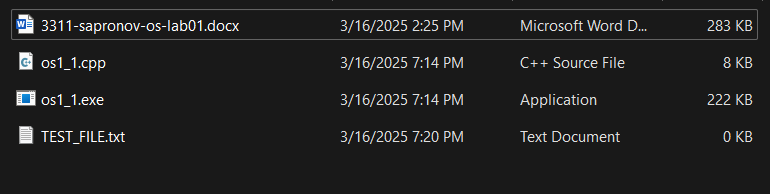 3311-sapronov-os-lab01.docx 3/16/2025 2:25 PM Microsoft Word D... 283 KB
os1_1.cpp 3/16/2025 7:14 PM C++ Source File 8 KB
os1_1.exe 3/16/2025 7:14 PM Application 222 KB
TEST_FILE.txt 3/16/2025 7:20 PM Text Document 0 KB